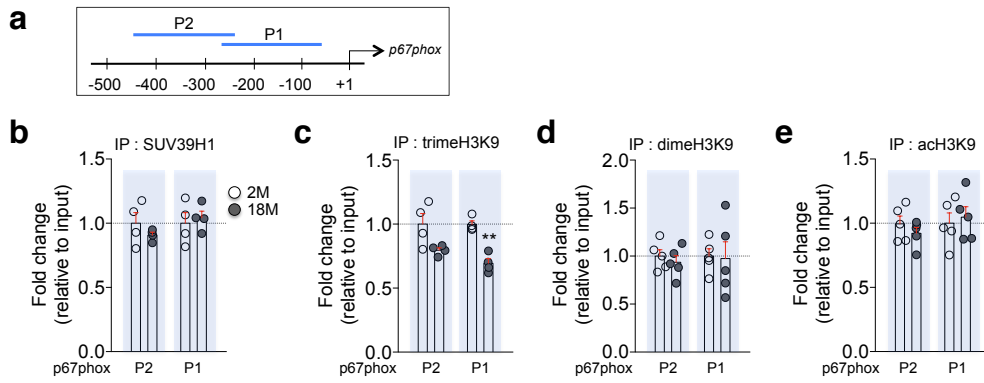 a
P2
P1
p67phox
-500 -400 -300 -200 -100 +1
b
IP : SUV39H1
Fold change
(relative to input)
1.5
1.0
0.5
0.0
2M
18M
p67phox P2 P1
c
IP : trimeH3K9
Fold change
(relative to input)
1.5
1.0
0.5
0.0
**
p67phox P2 P1
d
IP : dimeH3K9
Fold change
(relative to input)
2.0
1.5
1.0
0.5
0.0
p67phox P2 P1
e
IP : acH3K9
Fold change
(relative to input)
1.5
1.0
0.5
0.0
p67phox P2 P1